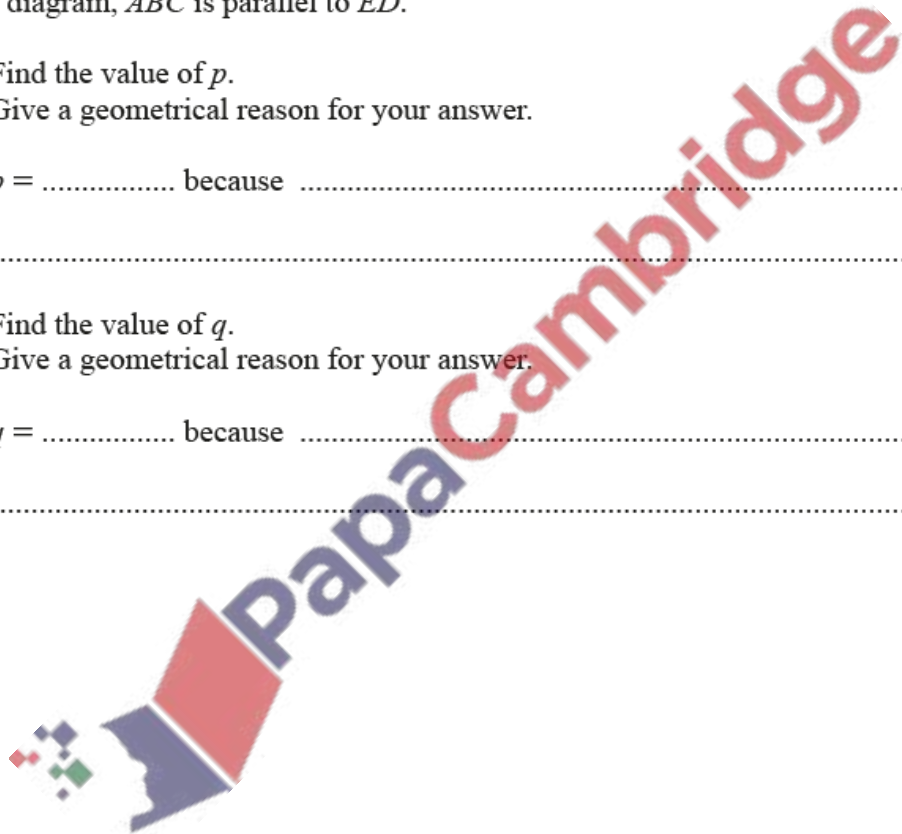 diagram, ABC is parallel to ED.
Find the value of p.
Give a geometrical reason for your answer.
p = ................. because ............................................................................
....................................................................................................................
Find the value of q.
Give a geometrical reason for your answer.
= ................. because ............................................................................
....................................................................................................................
PapaCambridge